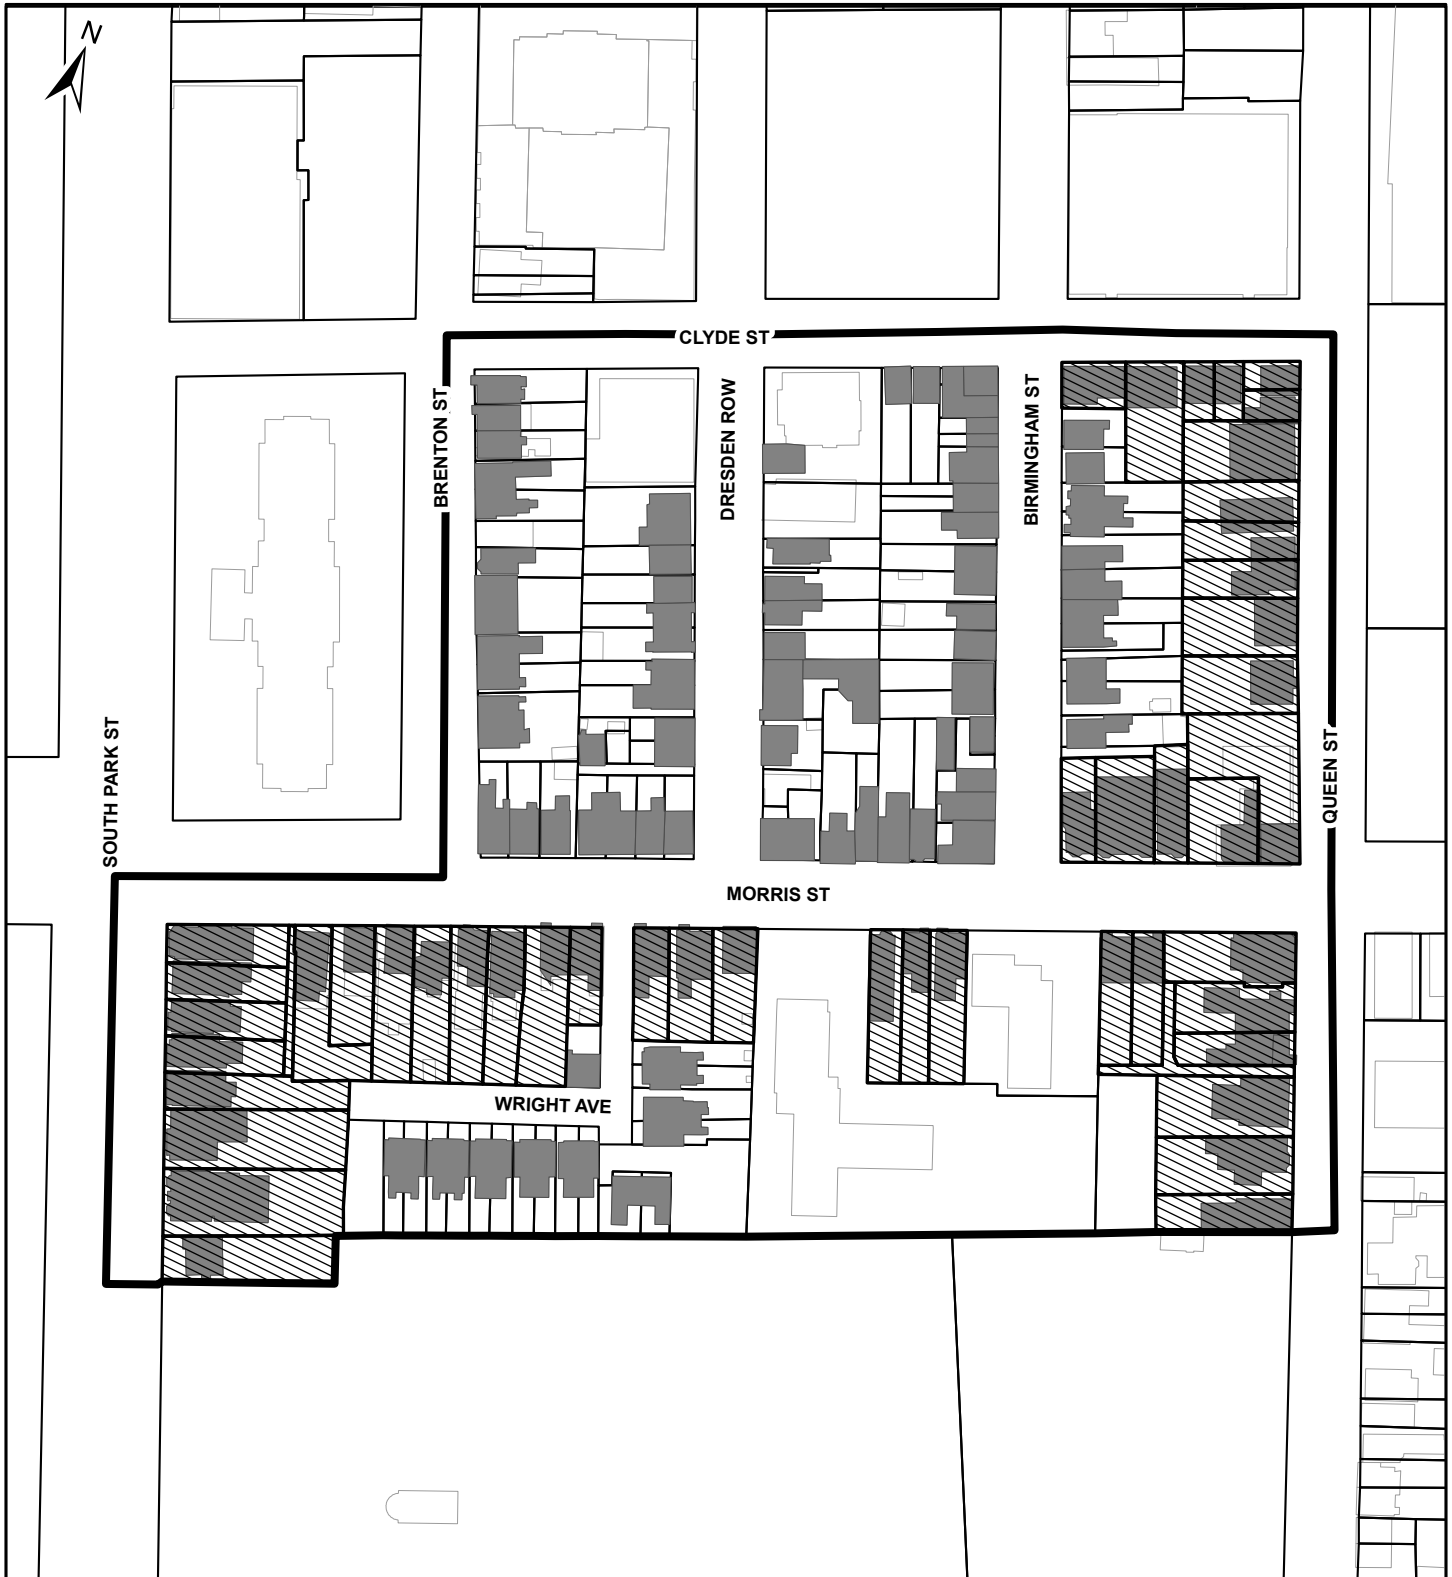 N
CLYDE ST
BRENTON ST
DRESDEN ROW
BIRMINGHAM ST
SOUTH PARK ST
QUEEN ST
MORRIS ST
WRIGHT AVE